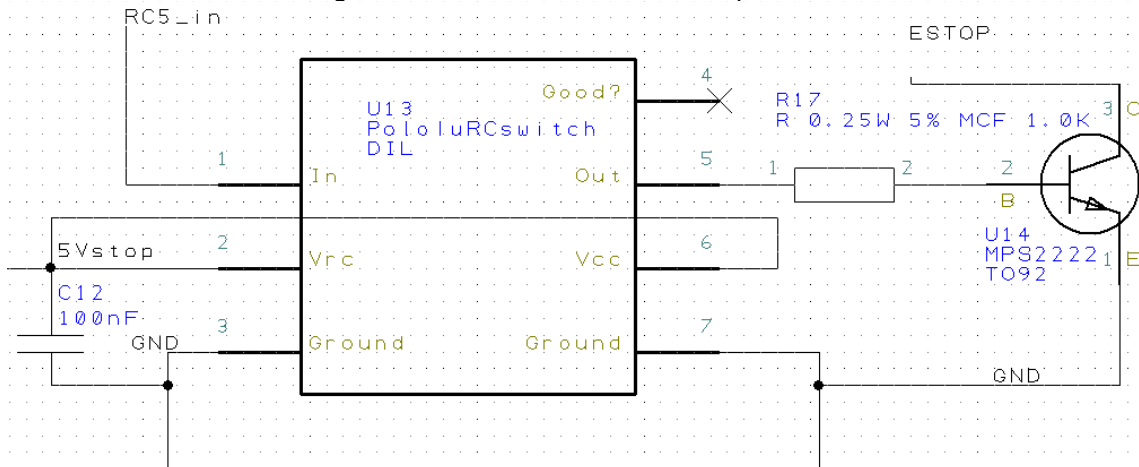 RC5_in
ESTOP
4
Good?
U13
PololuRCswitch
DIL
R17
R 0.25W 5% MCF 1.0K
3
C
1
In
5
Out
1
2
2
B
5Vstop
2
Vrc
6
Vcc
U14
MPS2222
TO92
1
E
C12
100nF
GND
3
Ground
Ground
7
GND